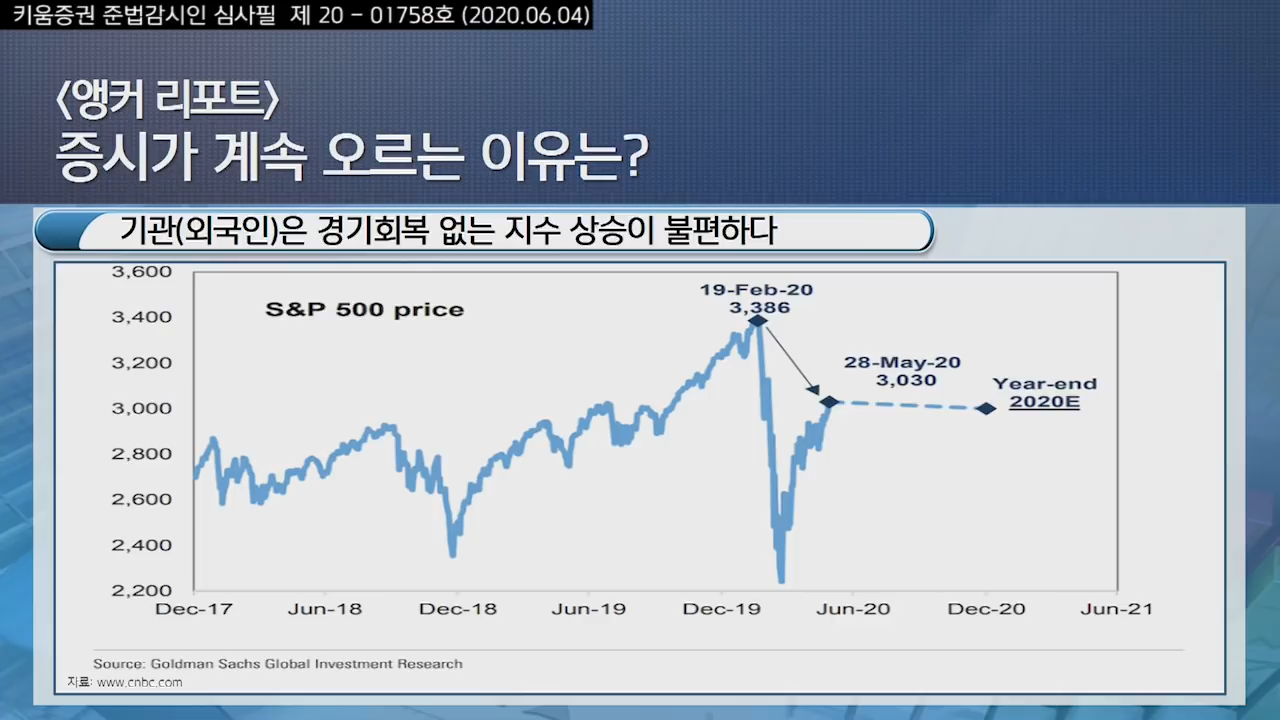 키움증권 준법감시인 심사필 제 20 - 01758호 (2020.06.04)
<앵커 리포트>
증시가 계속 오르는 이유는?
기관(외국인)은 경기회복 없는 지수 상승이 불편하다
3,600
3,400
3,200
3,000
2,800
2,600
2,400
2,200
S&P 500 price
19-Feb-20
3,386
28-May-20
3,030
Year-end
2020E
Dec-17 Jun-18 Dec-18 Jun-19 Dec-19 Jun-20 Dec-20 Jun-21
Source: Goldman Sachs Global Investment Research
자료: www.cnbc.com